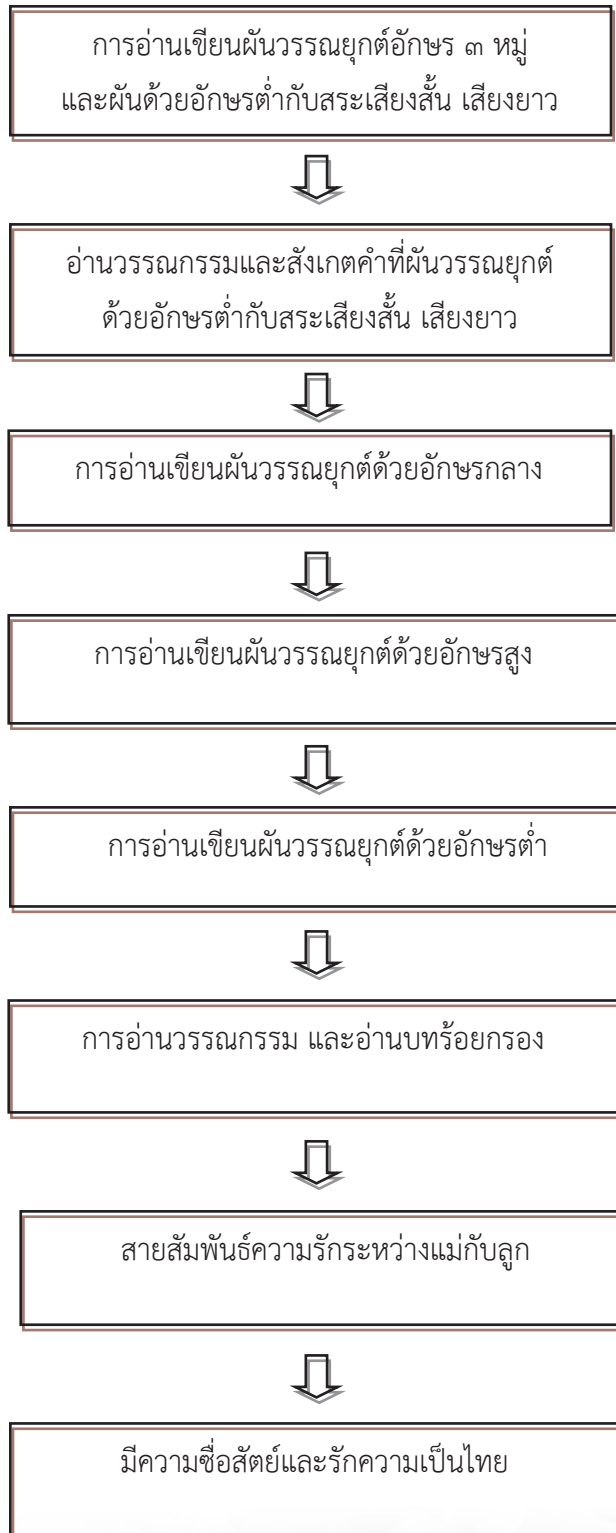 การอ่านเขียนผันวรรณยุกต์อักษร ๓ หมู่
และผันด้วยอักษรต่ำกับสระเสียงสั้น เสียงยาว
อ่านวรรณกรรมและสังเกตคำที่ผันวรรณยุกต์
ด้วยอักษรต่ำกับสระเสียงสั้น เสียงยาว
การอ่านเขียนผันวรรณยุกต์ด้วยอักษรกลาง
การอ่านเขียนผันวรรณยุกต์ด้วยอักษรสูง
การอ่านเขียนผันวรรณยุกต์ด้วยอักษรต่ำ
การอ่านวรรณกรรม และอ่านบทร้อยกรอง
สายสัมพันธ์ความรักระหว่างแม่กับลูก
มีความซื่อสัตย์และรักความเป็นไทย